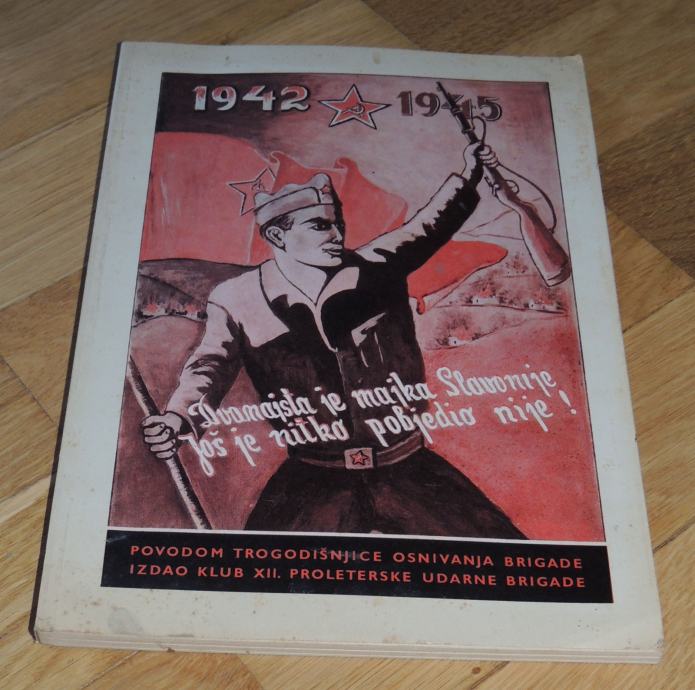 1942 1945
Dvanajsta je majka Slavonije
Još je nitko pobjedio nije!
POVODOM TROGODIŠNJICE OSNIVANJA BRIGADE
IZDAO KLUB XII. PROLETERSKE UDARNE BRIGADE